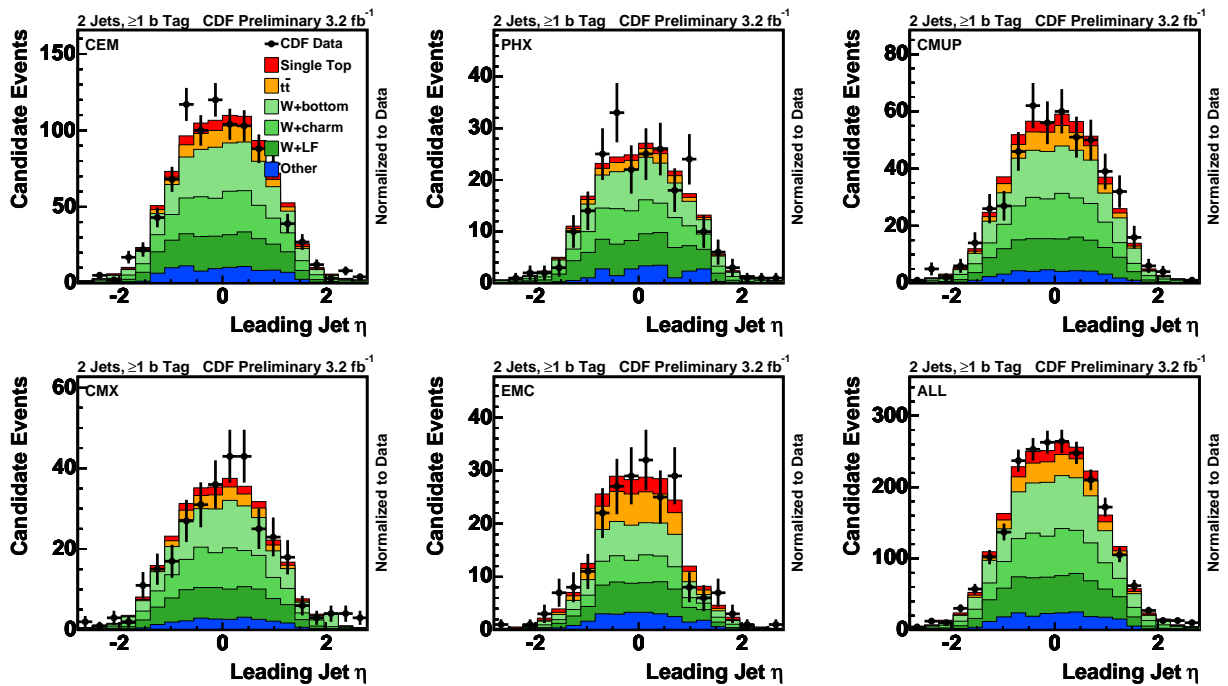 2 Jets, ≥1 b Tag CDF Preliminary 3.2 fb⁻¹
CEM
Candidate Events
150
100
50
0
-2 0 2
Leading Jet η
Normalized to Data
CDF Data
Single Top
tt̄
W+bottom
W+charm
W+LF
Other
2 Jets, ≥1 b Tag CDF Preliminary 3.2 fb⁻¹
PHX
Candidate Events
40
20
0
-2 0 2
Leading Jet η
Normalized to Data
2 Jets, ≥1 b Tag CDF Preliminary 3.2 fb⁻¹
CMUP
Candidate Events
80
60
40
20
0
-2 0 2
Leading Jet η
Normalized to Data
2 Jets, ≥1 b Tag CDF Preliminary 3.2 fb⁻¹
CMX
Candidate Events
60
40
20
0
-2 0 2
Leading Jet η
Normalized to Data
2 Jets, ≥1 b Tag CDF Preliminary 3.2 fb⁻¹
EMC
Candidate Events
40
30
20
10
0
-2 0 2
Leading Jet η
Normalized to Data
2 Jets, ≥1 b Tag CDF Preliminary 3.2 fb⁻¹
ALL
Candidate Events
300
200
100
0
-2 0 2
Leading Jet η
Normalized to Data